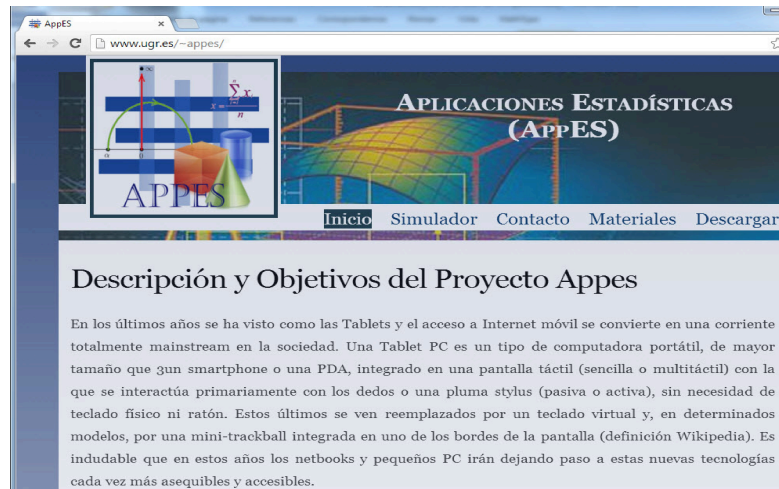 AppES
www.ugr.es/~appes/
APLICACIONES ESTADÍSTICAS
(APPES)
APPES
Inicio Simulador Contacto Materiales Descargar
Descripción y Objetivos del Proyecto Appes
En los últimos años se ha visto como las Tablets y el acceso a Internet móvil se convierte en una corriente
totalmente mainstream en la sociedad. Una Tablet PC es un tipo de computadora portátil, de mayor
tamaño que 3un smartphone o una PDA, integrado en una pantalla táctil (sencilla o multitáctil) con la
que se interactúa primariamente con los dedos o una pluma stylus (pasiva o activa), sin necesidad de
teclado físico ni ratón. Estos últimos se ven reemplazados por un teclado virtual y, en determinados
modelos, por una mini-trackball integrada en uno de los bordes de la pantalla (definición Wikipedia). Es
indudable que en estos años los netbooks y pequeños PC irán dejando paso a estas nuevas tecnologías
cada vez más asequibles y accesibles.